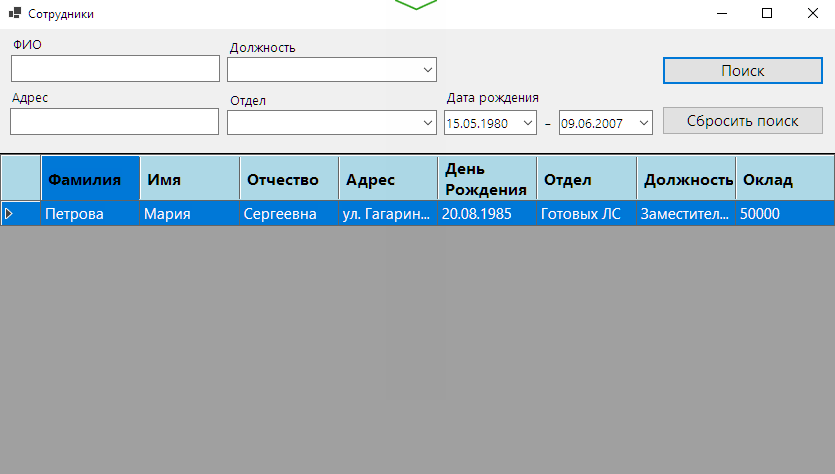 Сотрудники
ФИО
Должность
Поиск
Адрес
Отдел
Дата рождения
15.05.1980 – 09.06.2007
Сбросить поиск
Фамилия Имя Отчество Адрес День Рождения Отдел Должность Оклад
Петрова Мария Сергеевна ул. Гагарин... 20.08.1985 Готовых ЛС Заместител... 50000